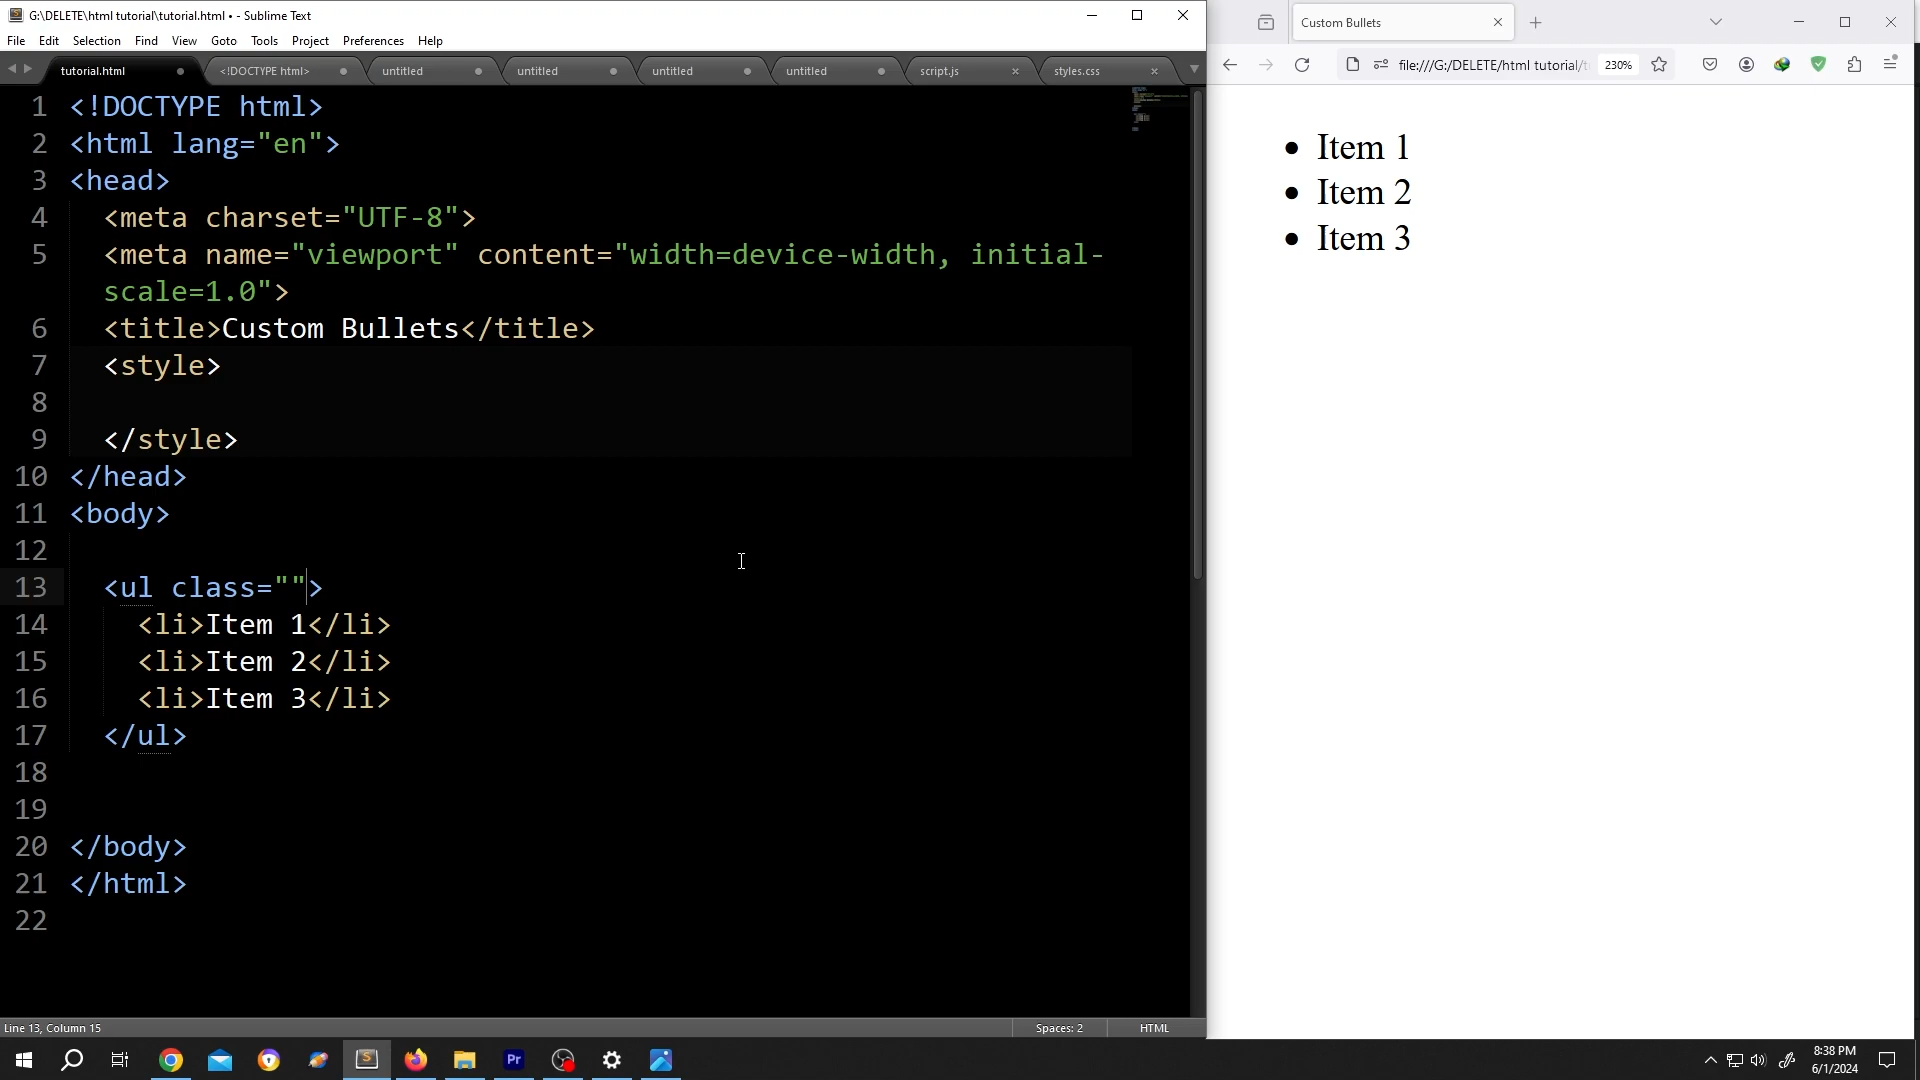 G:\DELETE\html tutorial\tutorial.html • - Sublime Text
File Edit Selection Find View Goto Tools Project Preferences Help
tutorial.html <!DOCTYPE html> untitled untitled untitled untitled script.js styles.css
1 <!DOCTYPE html>
2 <html lang="en">
3 <head>
4 <meta charset="UTF-8">
5 <meta name="viewport" content="width=device-width, initial-
scale=1.0">
6 <title>Custom Bullets</title>
7 <style>
8
9 </style>
10 </head>
11 <body>
12
13 <ul class="">
14 <li>Item 1</li>
15 <li>Item 2</li>
16 <li>Item 3</li>
17 </ul>
18
19
20 </body>
21 </html>
22
Line 13, Column 15
Spaces: 2
HTML
Custom Bullets
file:///G:/DELETE/html tutorial/
230%
• Item 1
• Item 2
• Item 3
8:38 PM
6/1/2024